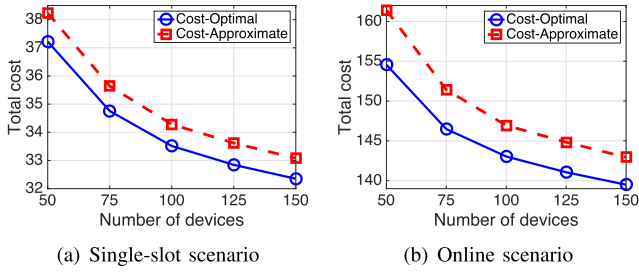 38
37
36
35
34
33
32
Total cost
50
75
100
125
150
Number of devices
Cost-Optimal
Cost-Approximate
(a) Single-slot scenario
160
155
150
145
140
Total cost
50
75
100
125
150
Number of devices
Cost-Optimal
Cost-Approximate
(b) Online scenario